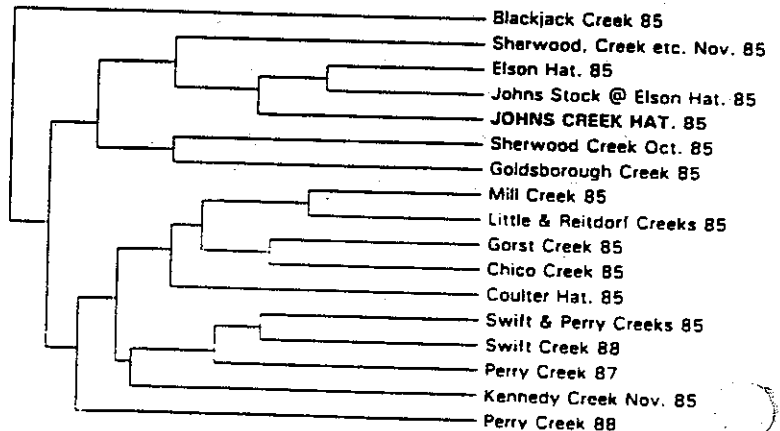 Blackjack Creek 85
Sherwood, Creek etc. Nov. 85
Elson Hat. 85
Johns Stock @ Elson Hat. 85
JOHNS CREEK HAT. 85
Sherwood Creek Oct. 85
Goldsborough Creek 85
Mill Creek 85
Little & Reitdorf Creeks 85
Gorst Creek 85
Chico Creek 85
Coulter Hat. 85
Swift & Perry Creeks 85
Swift Creek 88
Perry Creek 87
Kennedy Creek Nov. 85
Perry Creek 88